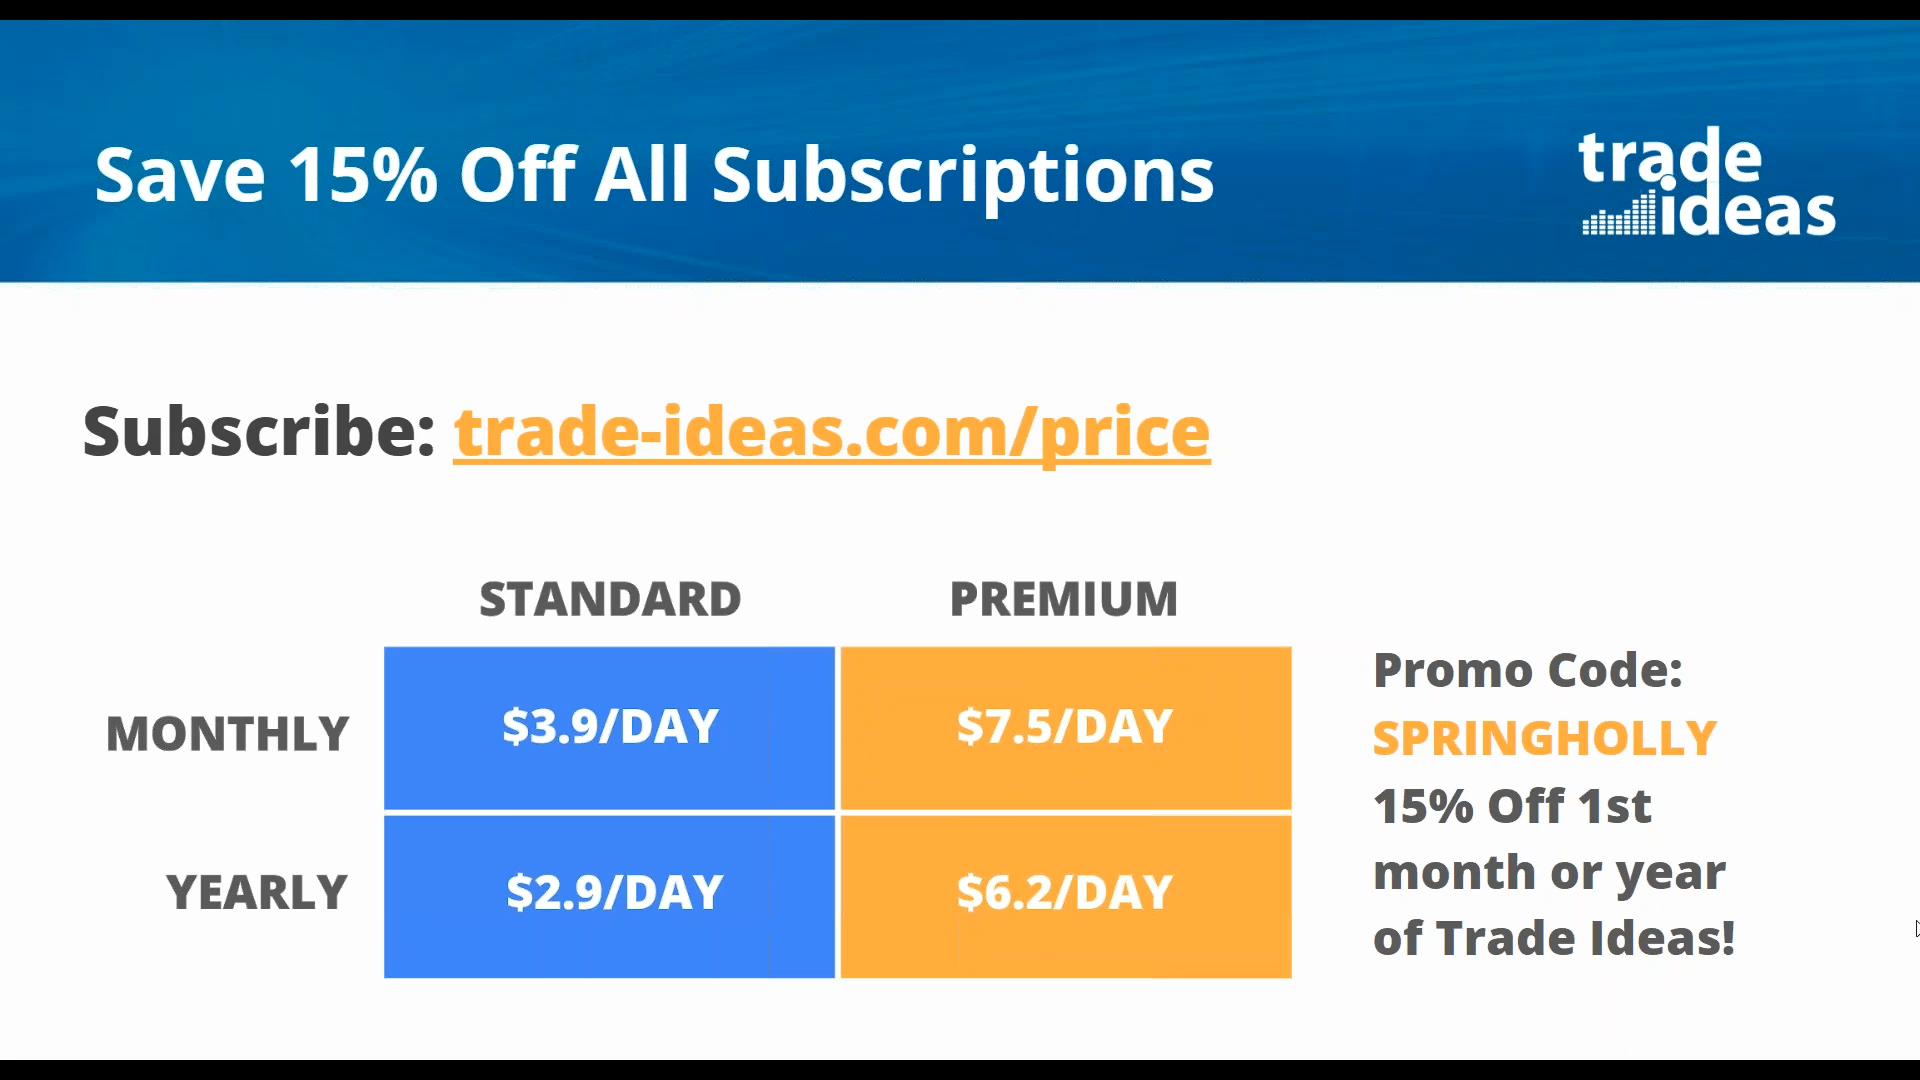 Save 15% Off All Subscriptions
trade
ideas
Subscribe: trade-ideas.com/price
STANDARD PREMIUM
MONTHLY $3.9/DAY $7.5/DAY
YEARLY $2.9/DAY $6.2/DAY
Promo Code:
SPRINGHOLLY
15% Off 1st
month or year
of Trade Ideas!